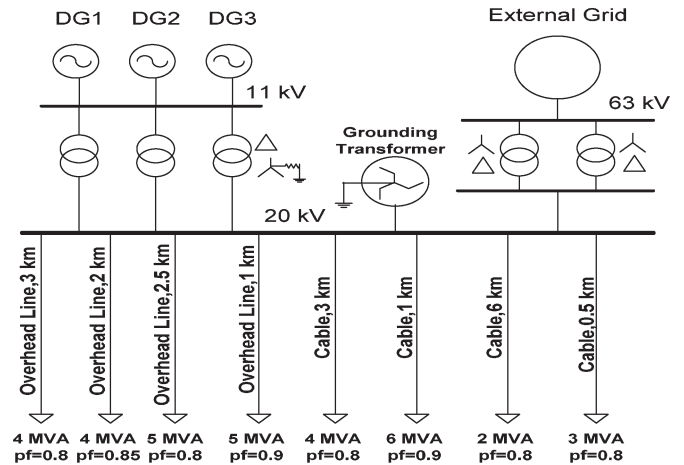 DG1 DG2 DG3
External Grid
11 kV
63 kV
Grounding
Transformer
20 kV
Overhead Line,3 km
Overhead Line,2 km
Overhead Line,2.5 km
Overhead Line,1 km
Cable,3 km
Cable,1 km
Cable,6 km
Cable,0.5 km
4 MVA 4 MVA 5 MVA 5 MVA 4 MVA 6 MVA 2 MVA 3 MVA
pf=0.8 pf=0.85 pf=0.8 pf=0.9 pf=0.8 pf=0.9 pf=0.8 pf=0.8